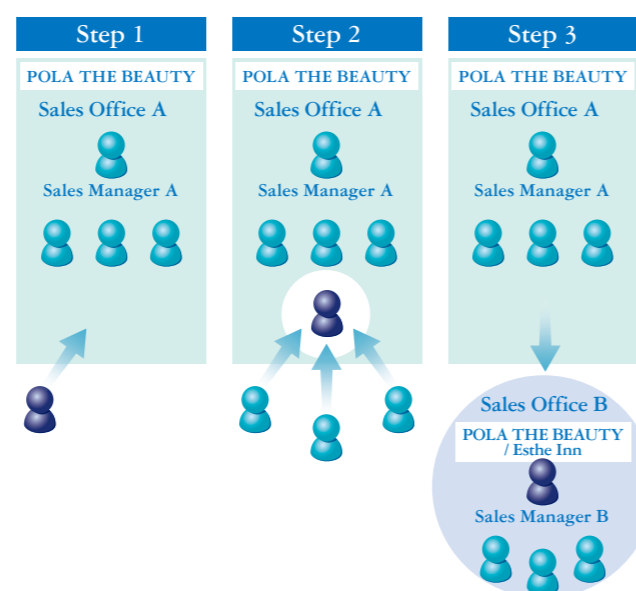 Step 1
POLA THE BEAUTY
Sales Office A
Sales Manager A
Step 2
POLA THE BEAUTY
Sales Office A
Sales Manager A
Step 3
POLA THE BEAUTY
Sales Office A
Sales Manager A
Sales Office B
POLA THE BEAUTY
/ Esthe Inn
Sales Manager B